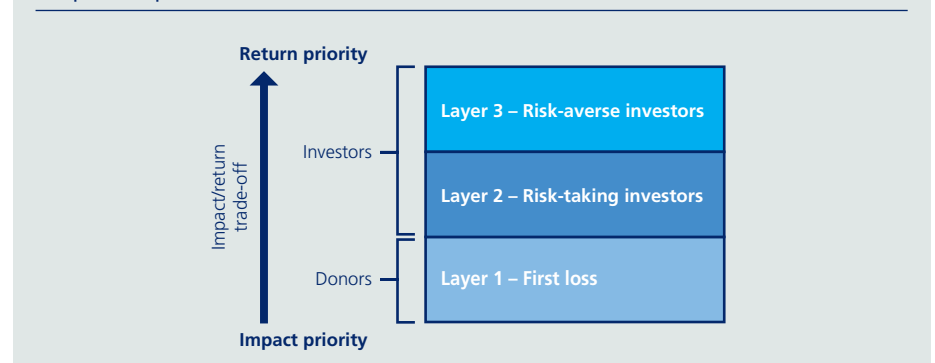 Return priority
Layer 3 – Risk-averse investors
Investors
Impact/return
trade-off
Layer 2 – Risk-taking investors
Donors
Layer 1 – First loss
Impact priority